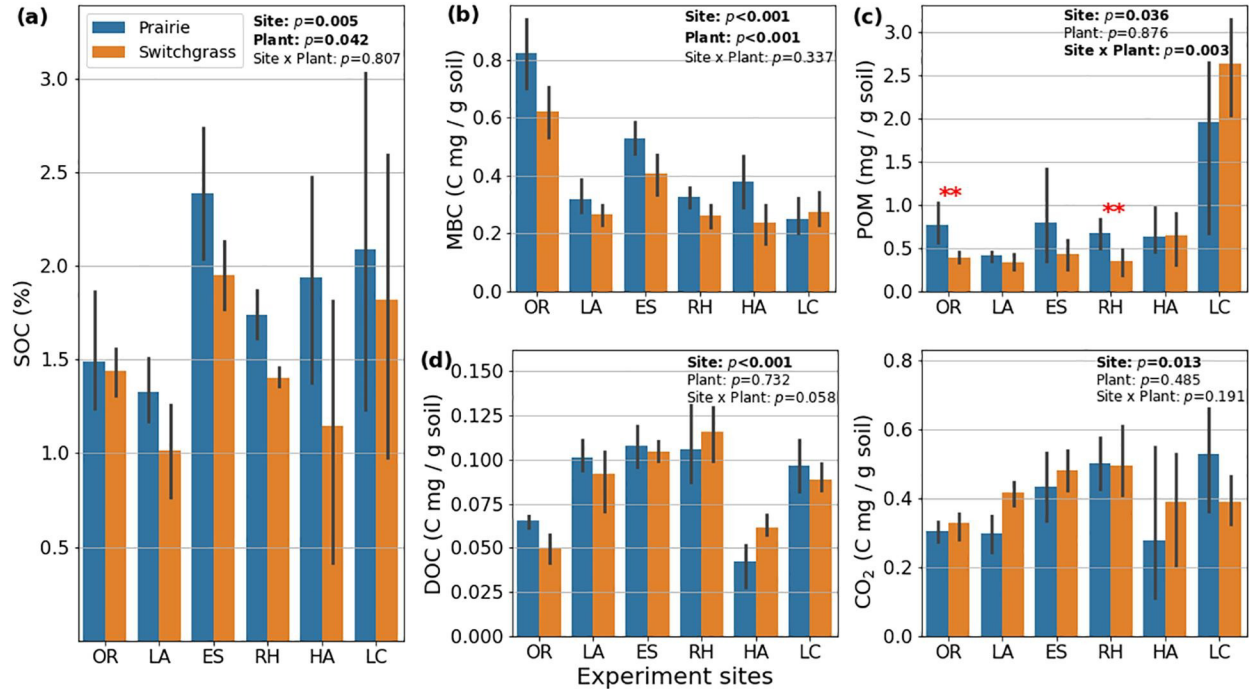 (a)
Prairie
Switchgrass
Site: p=0.005
Plant: p=0.042
Site x Plant: p=0.807
SOC (%)
3.0
2.5
2.0
1.5
1.0
0.5
OR LA ES RH HA LC
(b)
Site: p<0.001
Plant: p<0.001
Site x Plant: p=0.337
MBC (C mg / g soil)
0.8
0.6
0.4
0.2
0.0
OR LA ES RH HA LC
(c)
Site: p=0.036
Plant: p=0.876
Site x Plant: p=0.003
POM (mg / g soil)
3.0
2.5
2.0
1.5
1.0
0.5
0.0
**
**
OR LA ES RH HA LC
(d)
Site: p<0.001
Plant: p=0.732
Site x Plant: p=0.058
DOC (C mg / g soil)
0.150
0.125
0.100
0.075
0.050
0.025
0.000
OR LA ES RH HA LC
Site: p=0.013
Plant: p=0.485
Site x Plant: p=0.191
CO₂ (C mg / g soil)
0.8
0.6
0.4
0.2
0.0
OR LA ES RH HA LC
Experiment sites